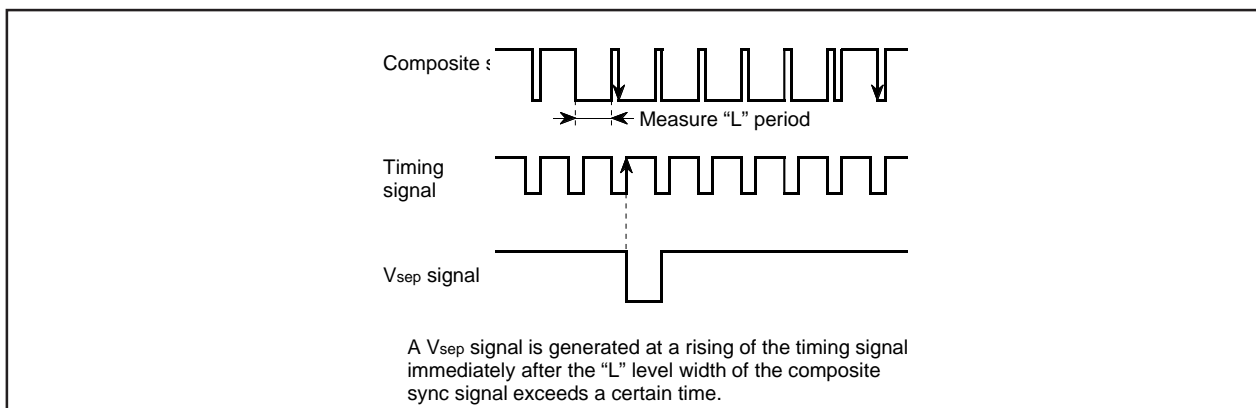 Composite
Measure “L” period
Timing
signal
Vsep signal
A Vsep signal is generated at a rising of the timing signal
immediately after the “L” level width of the composite
sync signal exceeds a certain time.